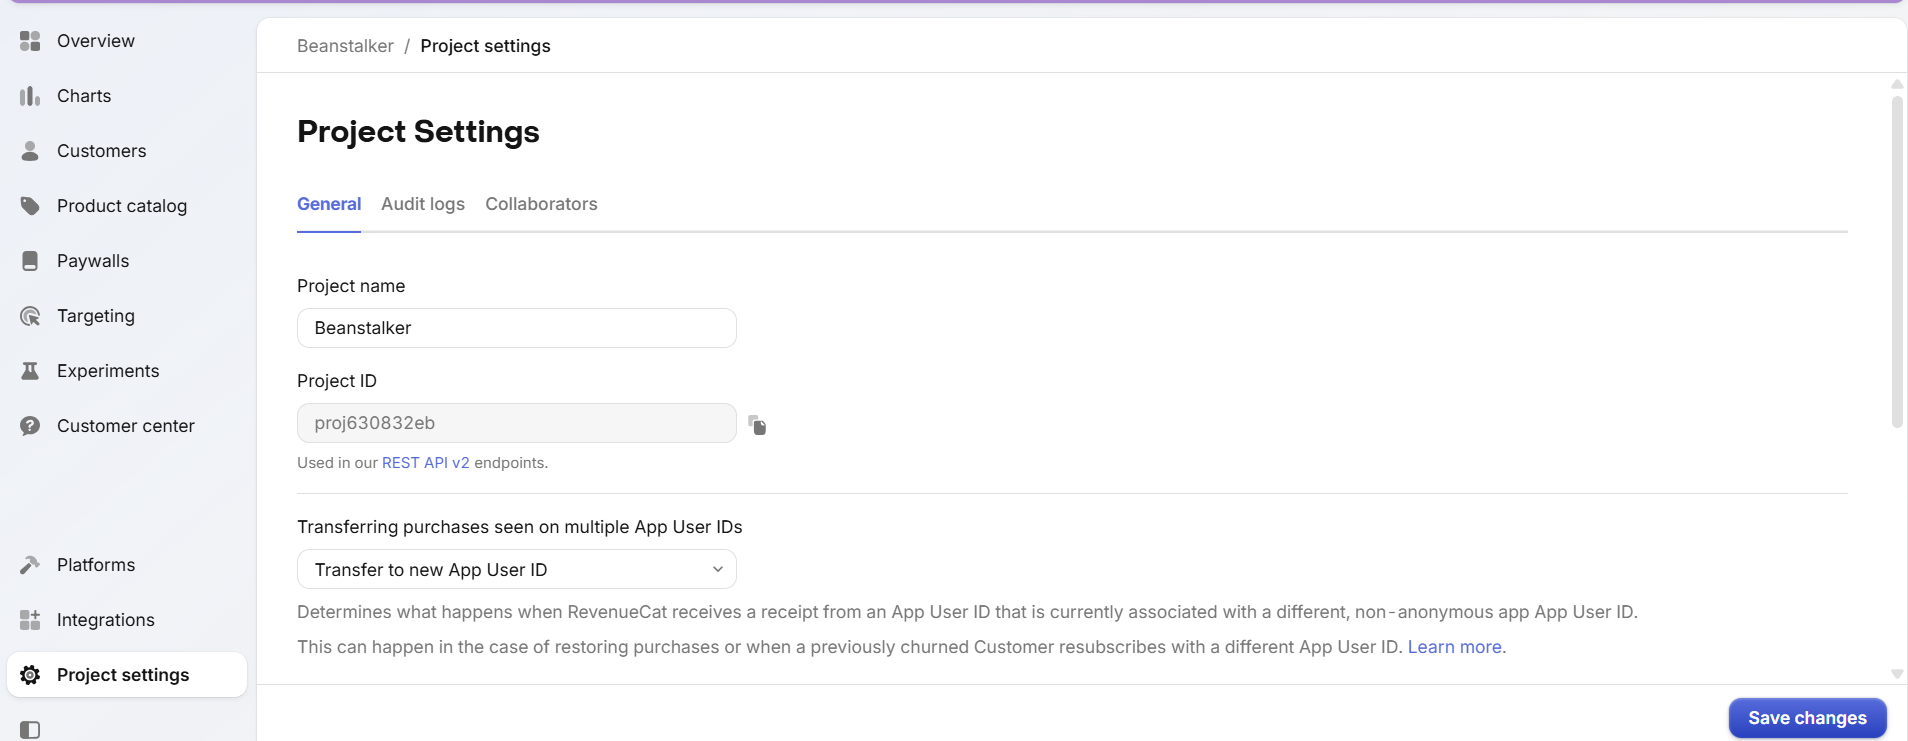 Overview
Charts
Customers
Product catalog
Paywalls
Targeting
Experiments
Customer center
Platforms
Integrations
Project settings
Beanstalker / Project settings
Project Settings
General Audit logs Collaborators
Project name
Beanstalker
Project ID
proj630832eb
Used in our REST API v2 endpoints.
Transferring purchases seen on multiple App User IDs
Transfer to new App User ID
Determines what happens when RevenueCat receives a receipt from an App User ID that is currently associated with a different, non-anonymous app App User ID.
This can happen in the case of restoring purchases or when a previously churned Customer resubscribes with a different App User ID. Learn more.
Save changes